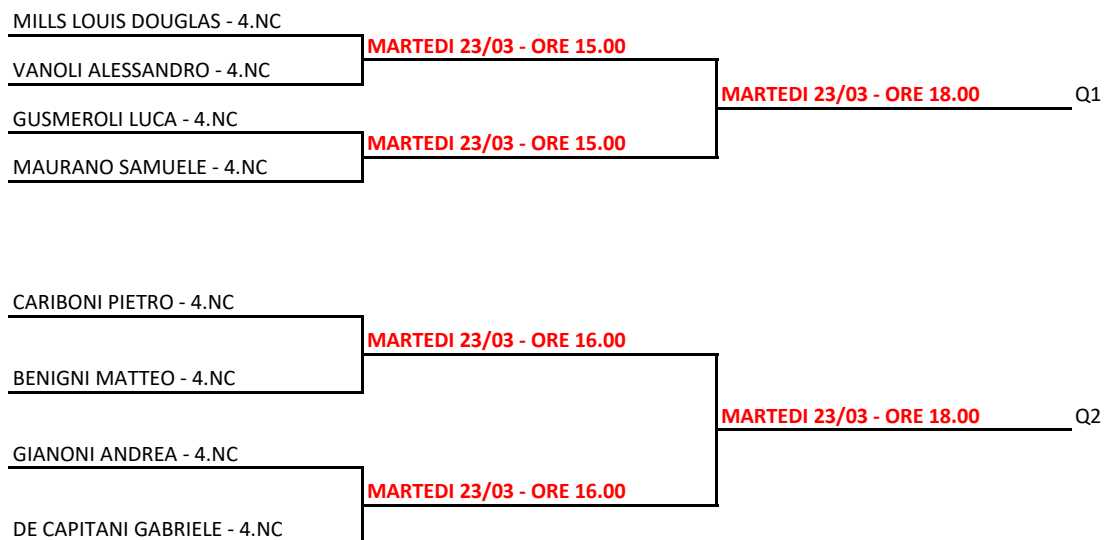 MILLS LOUIS DOUGLAS - 4.NC
MARTEDI 23/03 - ORE 15.00
VANOLI ALESSANDRO - 4.NC
MARTEDI 23/03 - ORE 18.00 Q1
GUSMEROLI LUCA - 4.NC
MARTEDI 23/03 - ORE 15.00
MAURANO SAMUELE - 4.NC
CARIBONI PIETRO - 4.NC
MARTEDI 23/03 - ORE 16.00
BENIGNI MATTEO - 4.NC
MARTEDI 23/03 - ORE 18.00 Q2
GIANONI ANDREA - 4.NC
MARTEDI 23/03 - ORE 16.00
DE CAPITANI GABRIELE - 4.NC